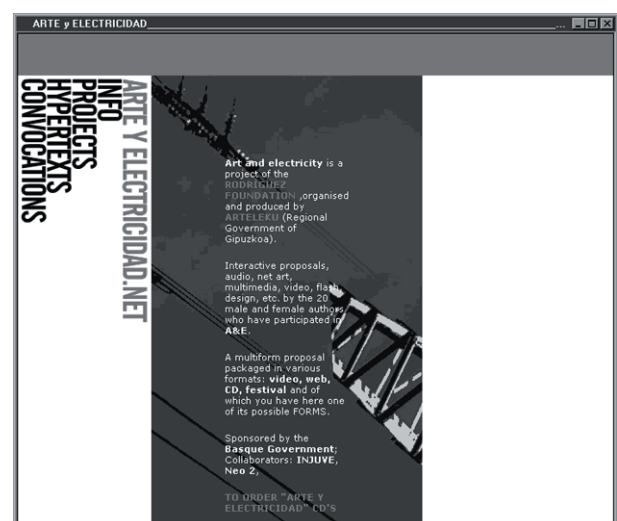 ARTE y ELECTRICIDAD
ARTE Y ELECTRICIDAD.NET
INFO
PROJECTS
HYPERTEXTS
CONVOCATIONS
Art and electricity is a
project of the
RODRÍGUEZ
FOUNDATION ,organised
and produced by
ARTELEKU (Regional
Government of
Gipuzkoa).
Interactive proposals,
audio, net art,
multimedia, video, flash,
design, etc. by the 20
male and female authors
who have participated in
A&E.
A multiform proposal
packaged in various
formats: video, web,
CD, festival and of
which you have here one
of its possible FORMS.
Sponsored by the
Basque Government;
Collaborators: INJUVE,
Neo 2,
TO ORDER "ARTE Y
ELECTRICIDAD" CD'S